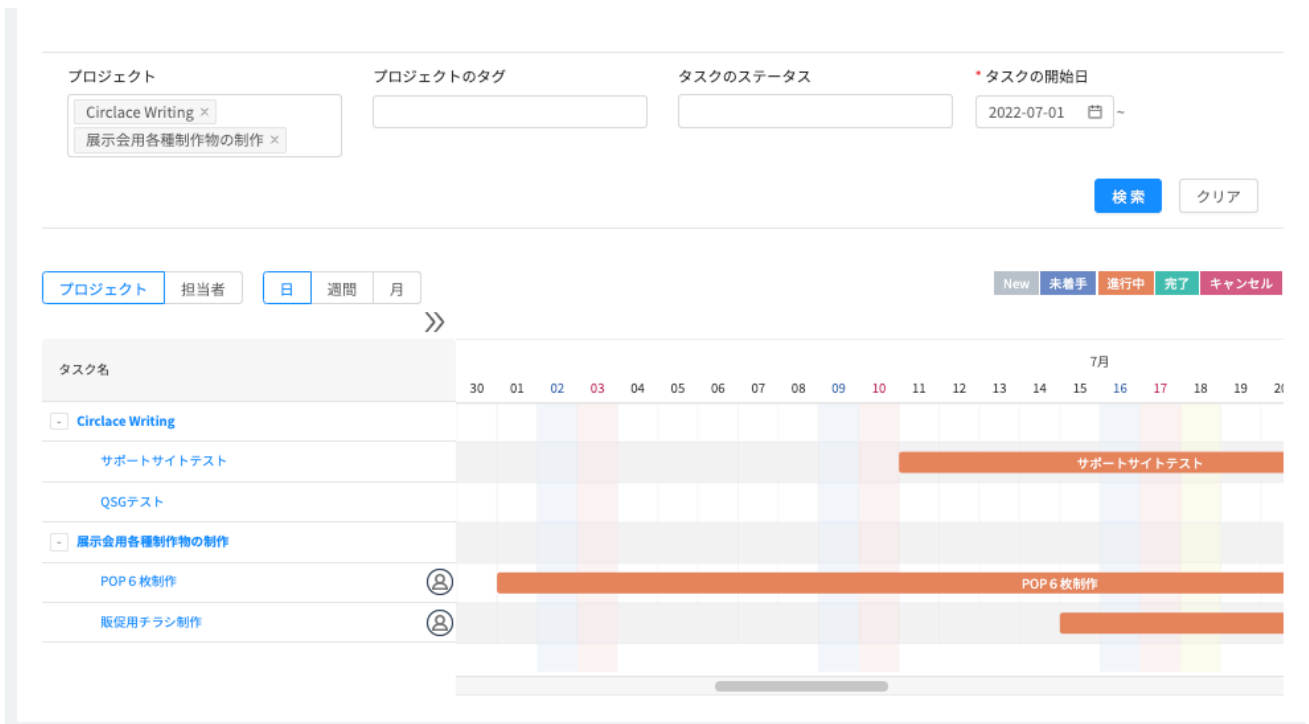 プロジェクト プロジェクトのタグ タスクのステータス * タスクの開始日
Circlace Writing ×
展示会用各種制作物の制作 ×
2022-07-01 ~
検索 クリア
プロジェクト 担当者 日 週間 月
New 未着手 進行中 完了 キャンセル
タスク名
7月
30 01 02 03 04 05 06 07 08 09 10 11 12 13 14 15 16 17 18 19 20
- Circlace Writing
サポートサイトテスト サポートサイトテスト
QSGテスト
- 展示会用各種制作物の制作
POP６枚制作 POP６枚制作
販促用チラシ制作